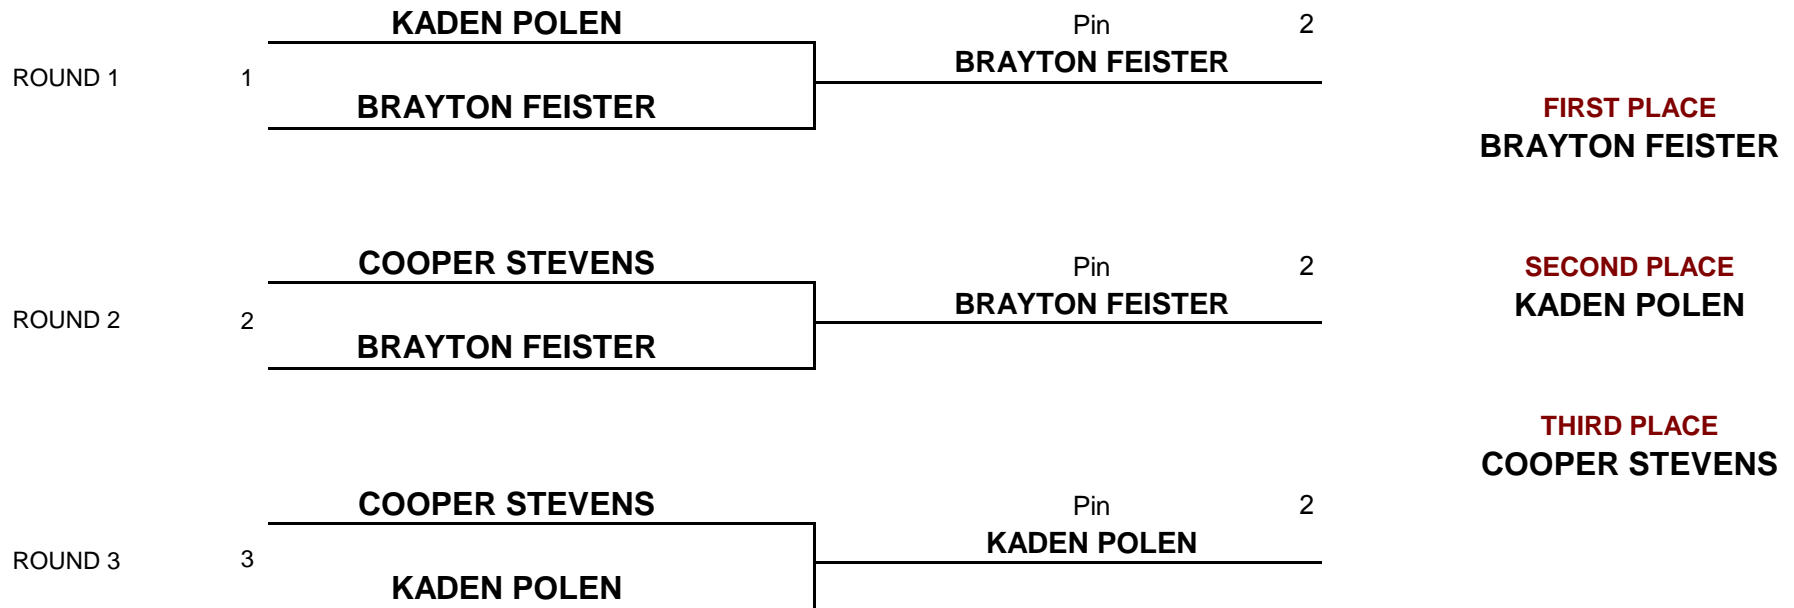 KADEN POLEN
Pin 2
BRAYTON FEISTER
ROUND 1 1
BRAYTON FEISTER
FIRST PLACE
BRAYTON FEISTER
COOPER STEVENS
Pin 2
SECOND PLACE
BRAYTON FEISTER
KADEN POLEN
ROUND 2 2
BRAYTON FEISTER
THIRD PLACE
COOPER STEVENS
COOPER STEVENS
Pin 2
KADEN POLEN
ROUND 3 3
KADEN POLEN